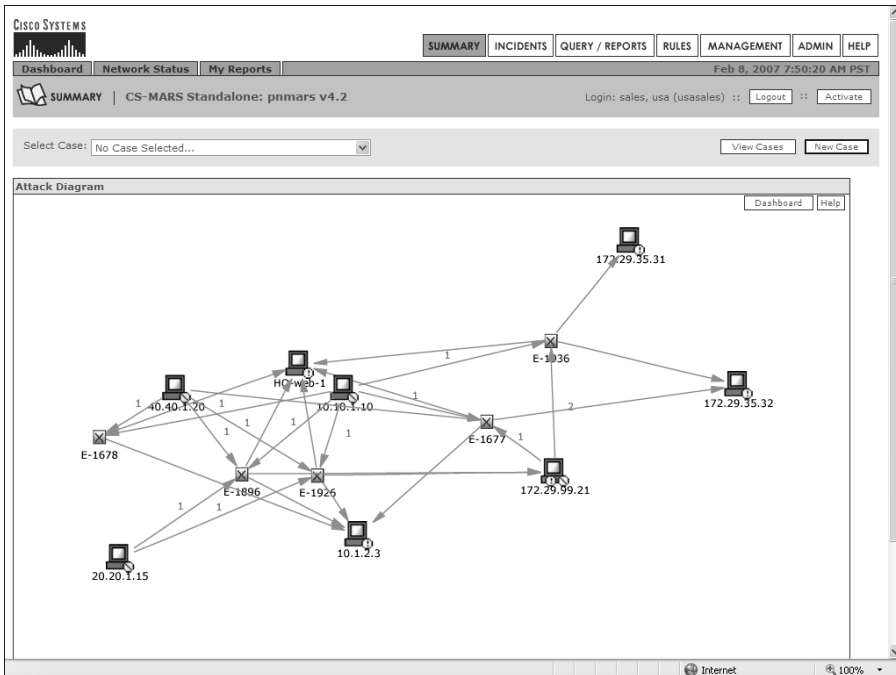 CISCO SYSTEMS
SUMMARY INCIDENTS QUERY / REPORTS RULES MANAGEMENT ADMIN HELP
Dashboard Network Status My Reports Feb 8, 2007 7:50:20 AM PST
SUMMARY | CS-MARS Standalone: pnmars v4.2 Login: sales, usa (usasales) :: Logout :: Activate
Select Case: No Case Selected... View Cases New Case
Attack Diagram
Dashboard Help
172.29.35.31
1
E-1936
HQ-web-1
1 40.40.1.20 10.10.1.10 1 2 172.29.35.32
1 1 1 E-1677 1
E-1678
E-1896 E-1926 172.29.99.21
1 1
10.1.2.3
20.20.1.15
Internet 100%